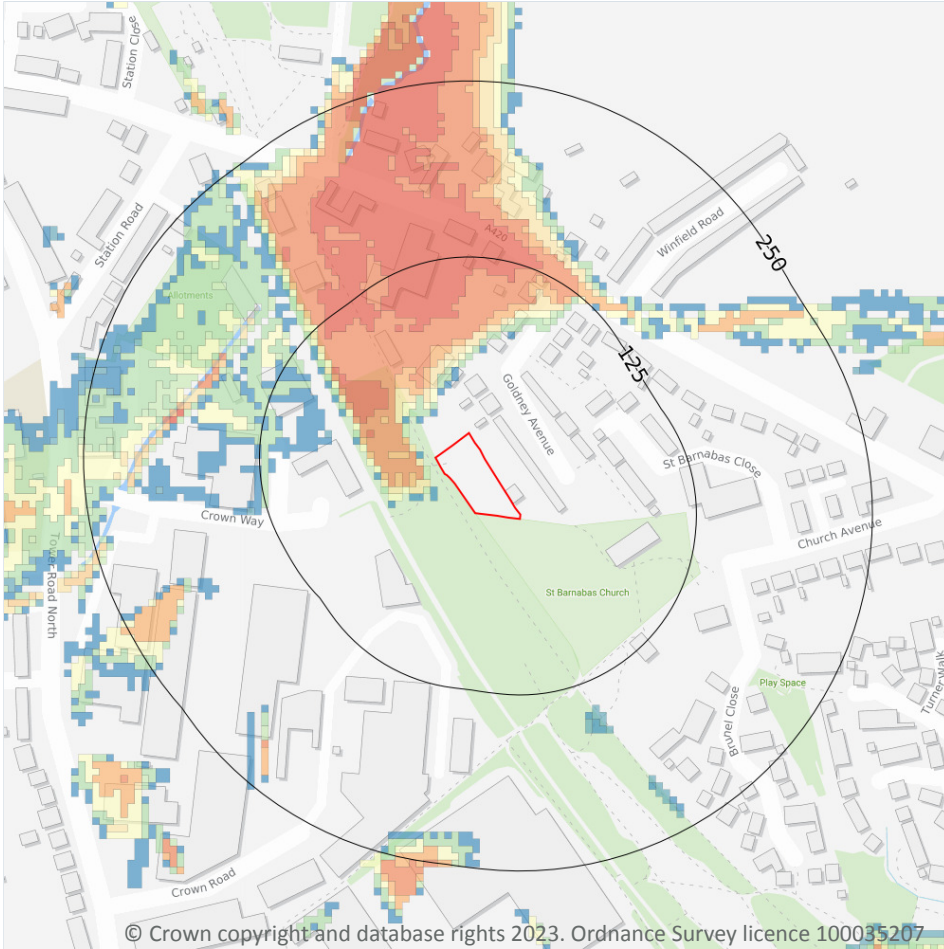 Station Close
Station Road
A420
Winfield Road
250
Allotments
125
Goldney Avenue
St Barnabas Close
Crown Way
Church Avenue
Tower Road North
St Barnabas Church
Turner Walk
Play Space
Brunel Close
Crown Road
© Crown copyright and database rights 2023. Ordnance Survey licence 100035207